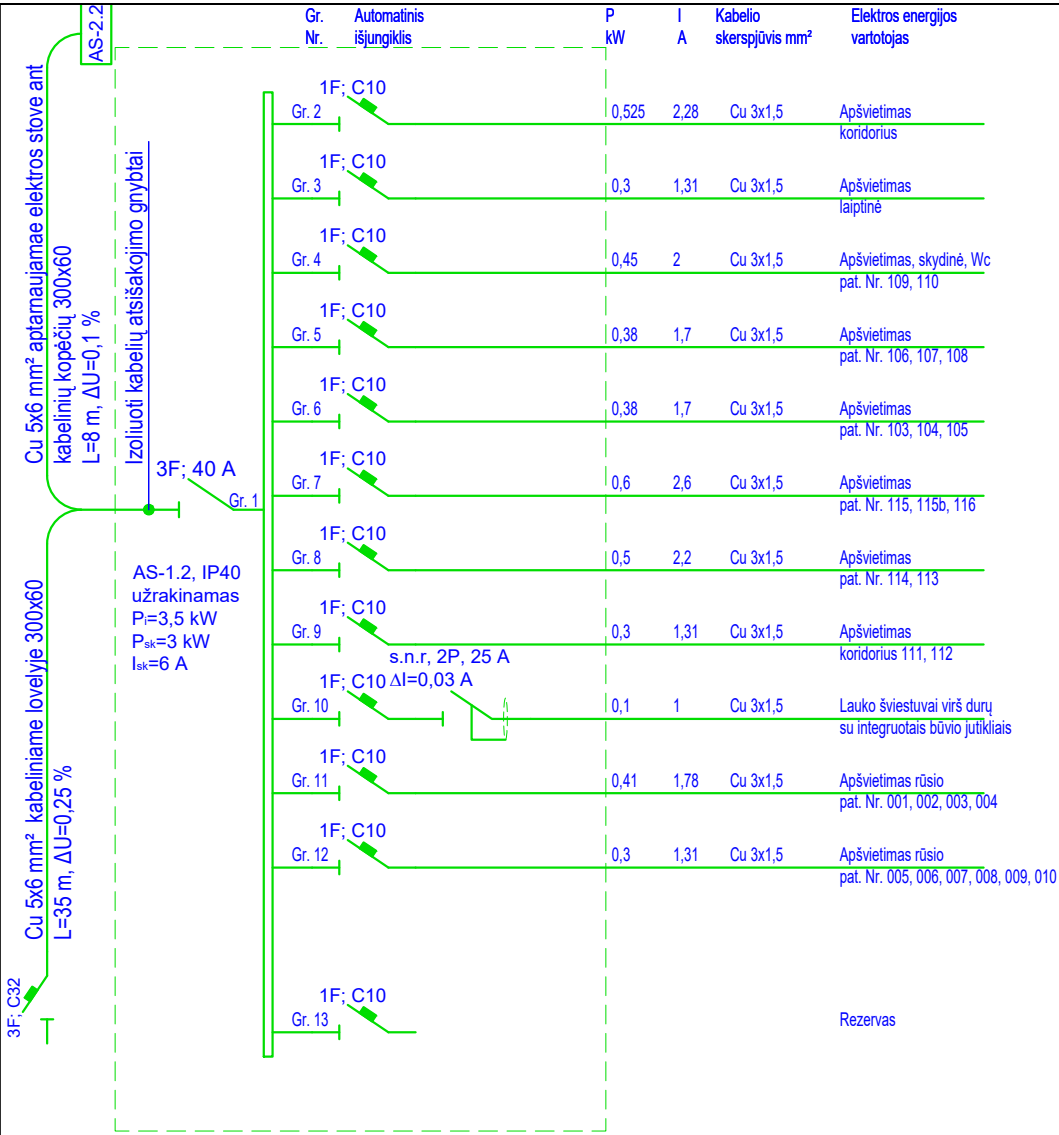 Gr. Automatinis P I Kabelio Elektros energijos
Nr. išjungiklis kW A skerspjūvis mm² vartotojas
AS-2.2
Cu 5x6 mm² aptarnaujamae elektros stove ant
kabelinių kopėčių 300x60
L=8 m, ΔU=0,1 %
Izoliuoti kabelių atsišakojimo gnybtai
3F; 40 A
Gr. 1
AS-1.2, IP40
užrakinamas
Pi=3,5 kW
Psk=3 kW
Isk=6 A
Cu 5x6 mm² kabeliniame lovelyje 300x60
L=35 m, ΔU=0,25 %
3F; C32
1F; C10
Gr. 2 0,525 2,28 Cu 3x1,5 Apšvietimas
koridorius
1F; C10
Gr. 3 0,3 1,31 Cu 3x1,5 Apšvietimas
laiptinė
1F; C10
Gr. 4 0,45 2 Cu 3x1,5 Apšvietimas, skydinė, Wc
pat. Nr. 109, 110
1F; C10
Gr. 5 0,38 1,7 Cu 3x1,5 Apšvietimas
pat. Nr. 106, 107, 108
1F; C10
Gr. 6 0,38 1,7 Cu 3x1,5 Apšvietimas
pat. Nr. 103, 104, 105
1F; C10
Gr. 7 0,6 2,6 Cu 3x1,5 Apšvietimas
pat. Nr. 115, 115b, 116
1F; C10
Gr. 8 0,5 2,2 Cu 3x1,5 Apšvietimas
pat. Nr. 114, 113
1F; C10
Gr. 9 0,3 1,31 Cu 3x1,5 Apšvietimas
koridorius 111, 112
s.n.r, 2P, 25 A
1F; C10 ΔI=0,03 A
Gr. 10 0,1 1 Cu 3x1,5 Lauko šviestuvai virš durų
su integruotais būvio jutikliais
1F; C10
Gr. 11 0,41 1,78 Cu 3x1,5 Apšvietimas rūsio
pat. Nr. 001, 002, 003, 004
1F; C10
Gr. 12 0,3 1,31 Cu 3x1,5 Apšvietimas rūsio
pat. Nr. 005, 006, 007, 008, 009, 010
1F; C10
Gr. 13 Rezervas